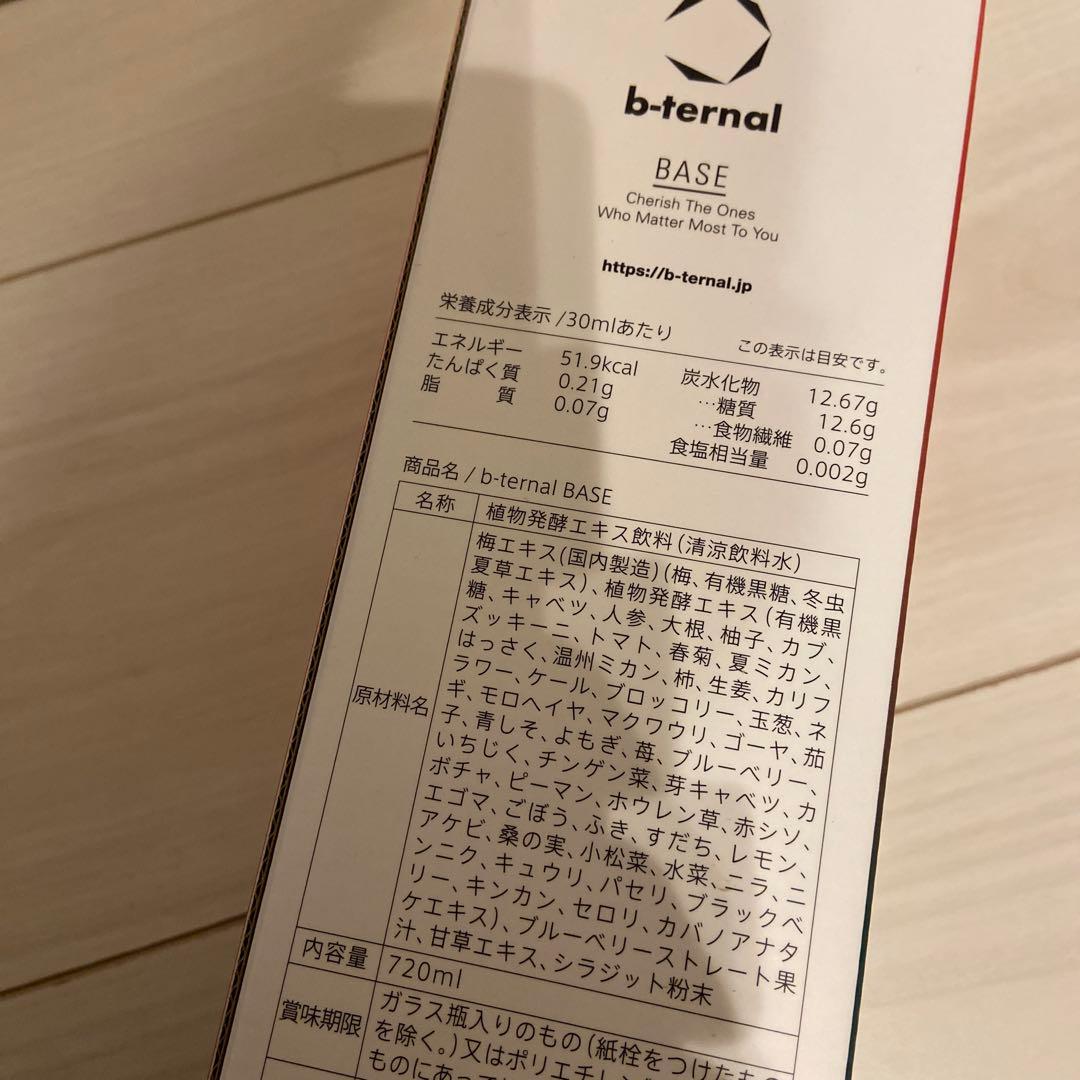 b-ternal
BASE
Cherish The Ones
Who Matter Most To You
https://b-ternal.jp
栄養成分表示 /30mlあたり
この表示は目安です。
エネルギー 51.9kcal
たんぱく質 0.21g
脂質 0.07g
炭水化物 12.67g
…糖質 12.6g
…食物繊維 0.07g
食塩相当量 0.002g
商品名 / b-ternal BASE
名称 植物発酵エキス飲料(清涼飲料水)
原材料名
梅エキス(国内製造)(梅、有機黒糖、冬虫
夏草エキス)、植物発酵エキス(有機黒
糖、キャベツ、人参、大根、柚子、カブ、
ズッキーニ、トマト、春菊、夏ミカン、
はっさく、温州ミカン、柿、生姜、カリフ
ラワー、ケール、ブロッコリー、玉葱、ネ
ギ、モロヘイヤ、マクワウリ、ゴーヤ、茄
子、青しそ、よもぎ、苺、ブルーベリー、
いちじく、チンゲン菜、芽キャベツ、カ
ボチャ、ピーマン、ホウレン草、赤シソ、
エゴマ、ごぼう、ふき、すだち、レモン、
アケビ、桑の実、小松菜、水菜、ニラ、ニ
ンニク、キュウリ、パセリ、ブラックベ
リー、キンカン、セロリ、カバノアナタ
ケエキス)、ブルーベリーストレート果
汁、甘草エキス、シラジット粉末
内容量 720ml
賞味期限
ガラス瓶入りのもの(紙栓をつけたもの
を除く。)又はポリエチレン
ものにあって